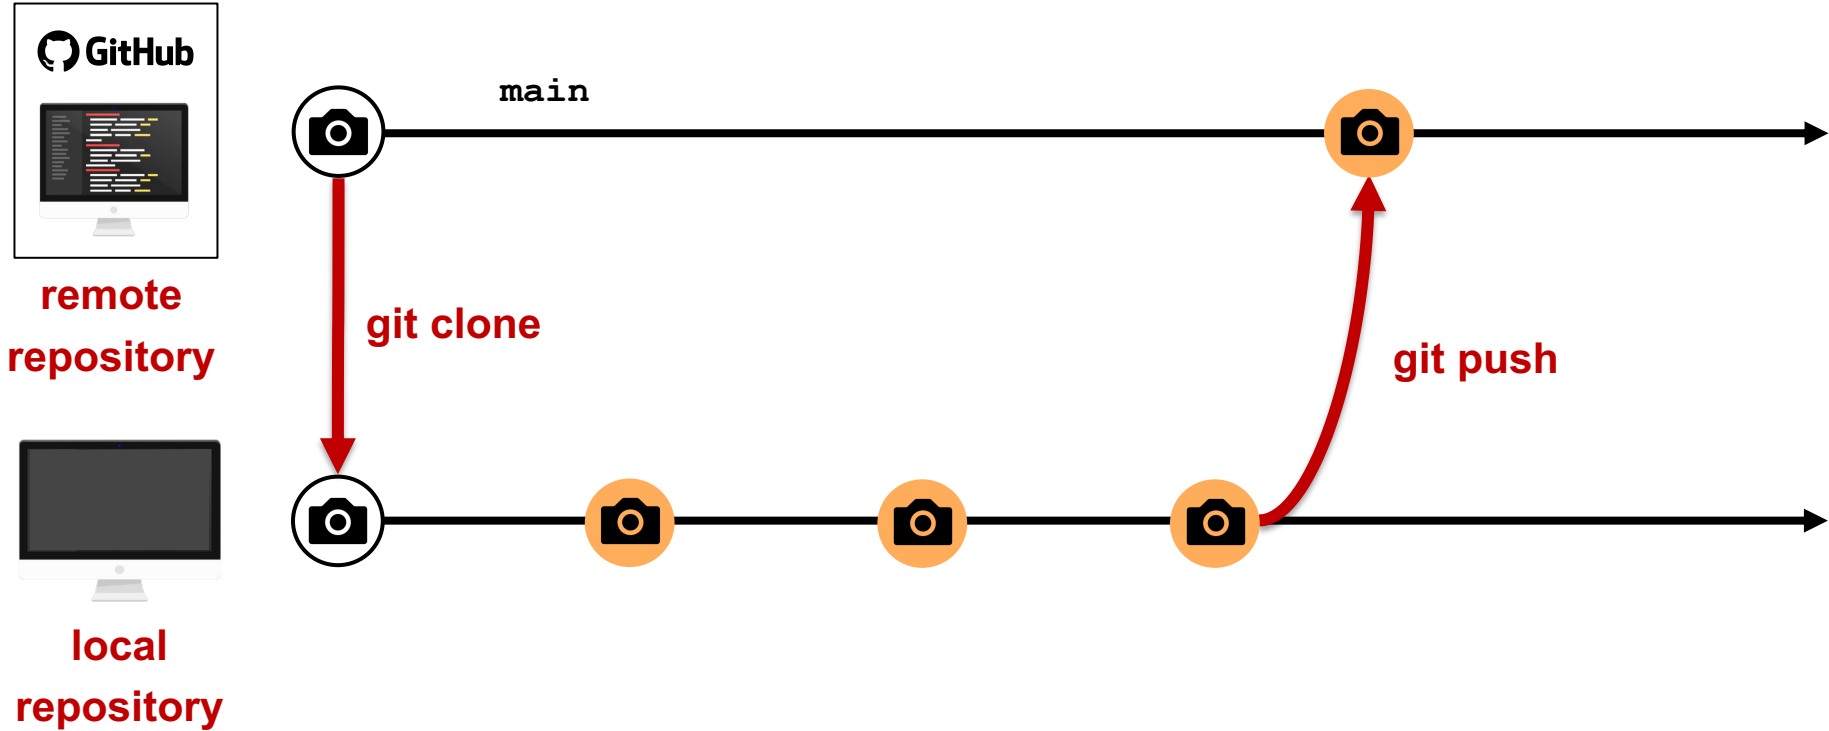 GitHub
main
remote
repository
git clone
git push
local
repository